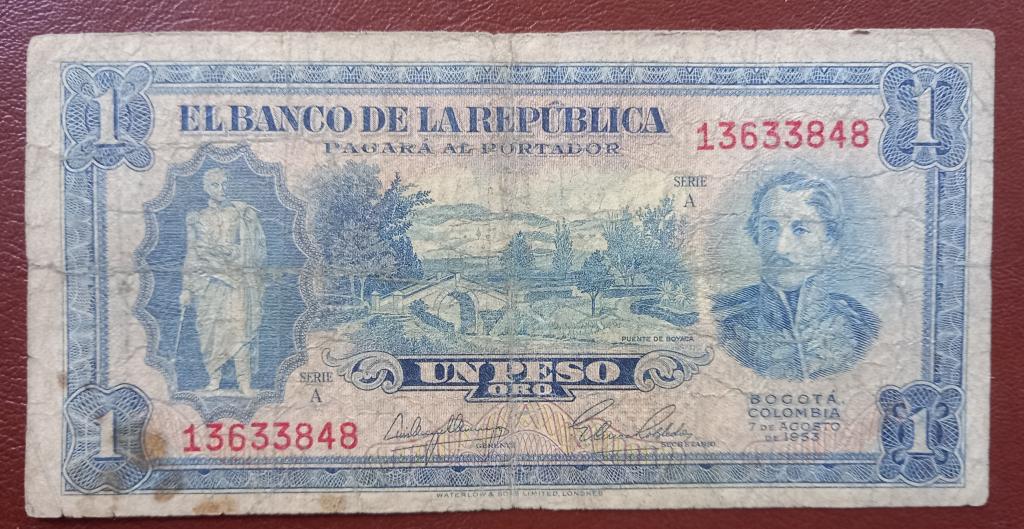 1 1
EL BANCO DE LA REPÚBLICA
PAGARÁ AL PORTADOR
13633848
SERIE
A
PUENTE DE BOYACA
UN PESO
ORO
SERIE
A
BOGOTÁ,
COLOMBIA
7 DE AGOSTO
DE 1953
13633848
GERENTE
SECRETARIO
1 1
WATERLOW & SONS LIMITED, LONDRES